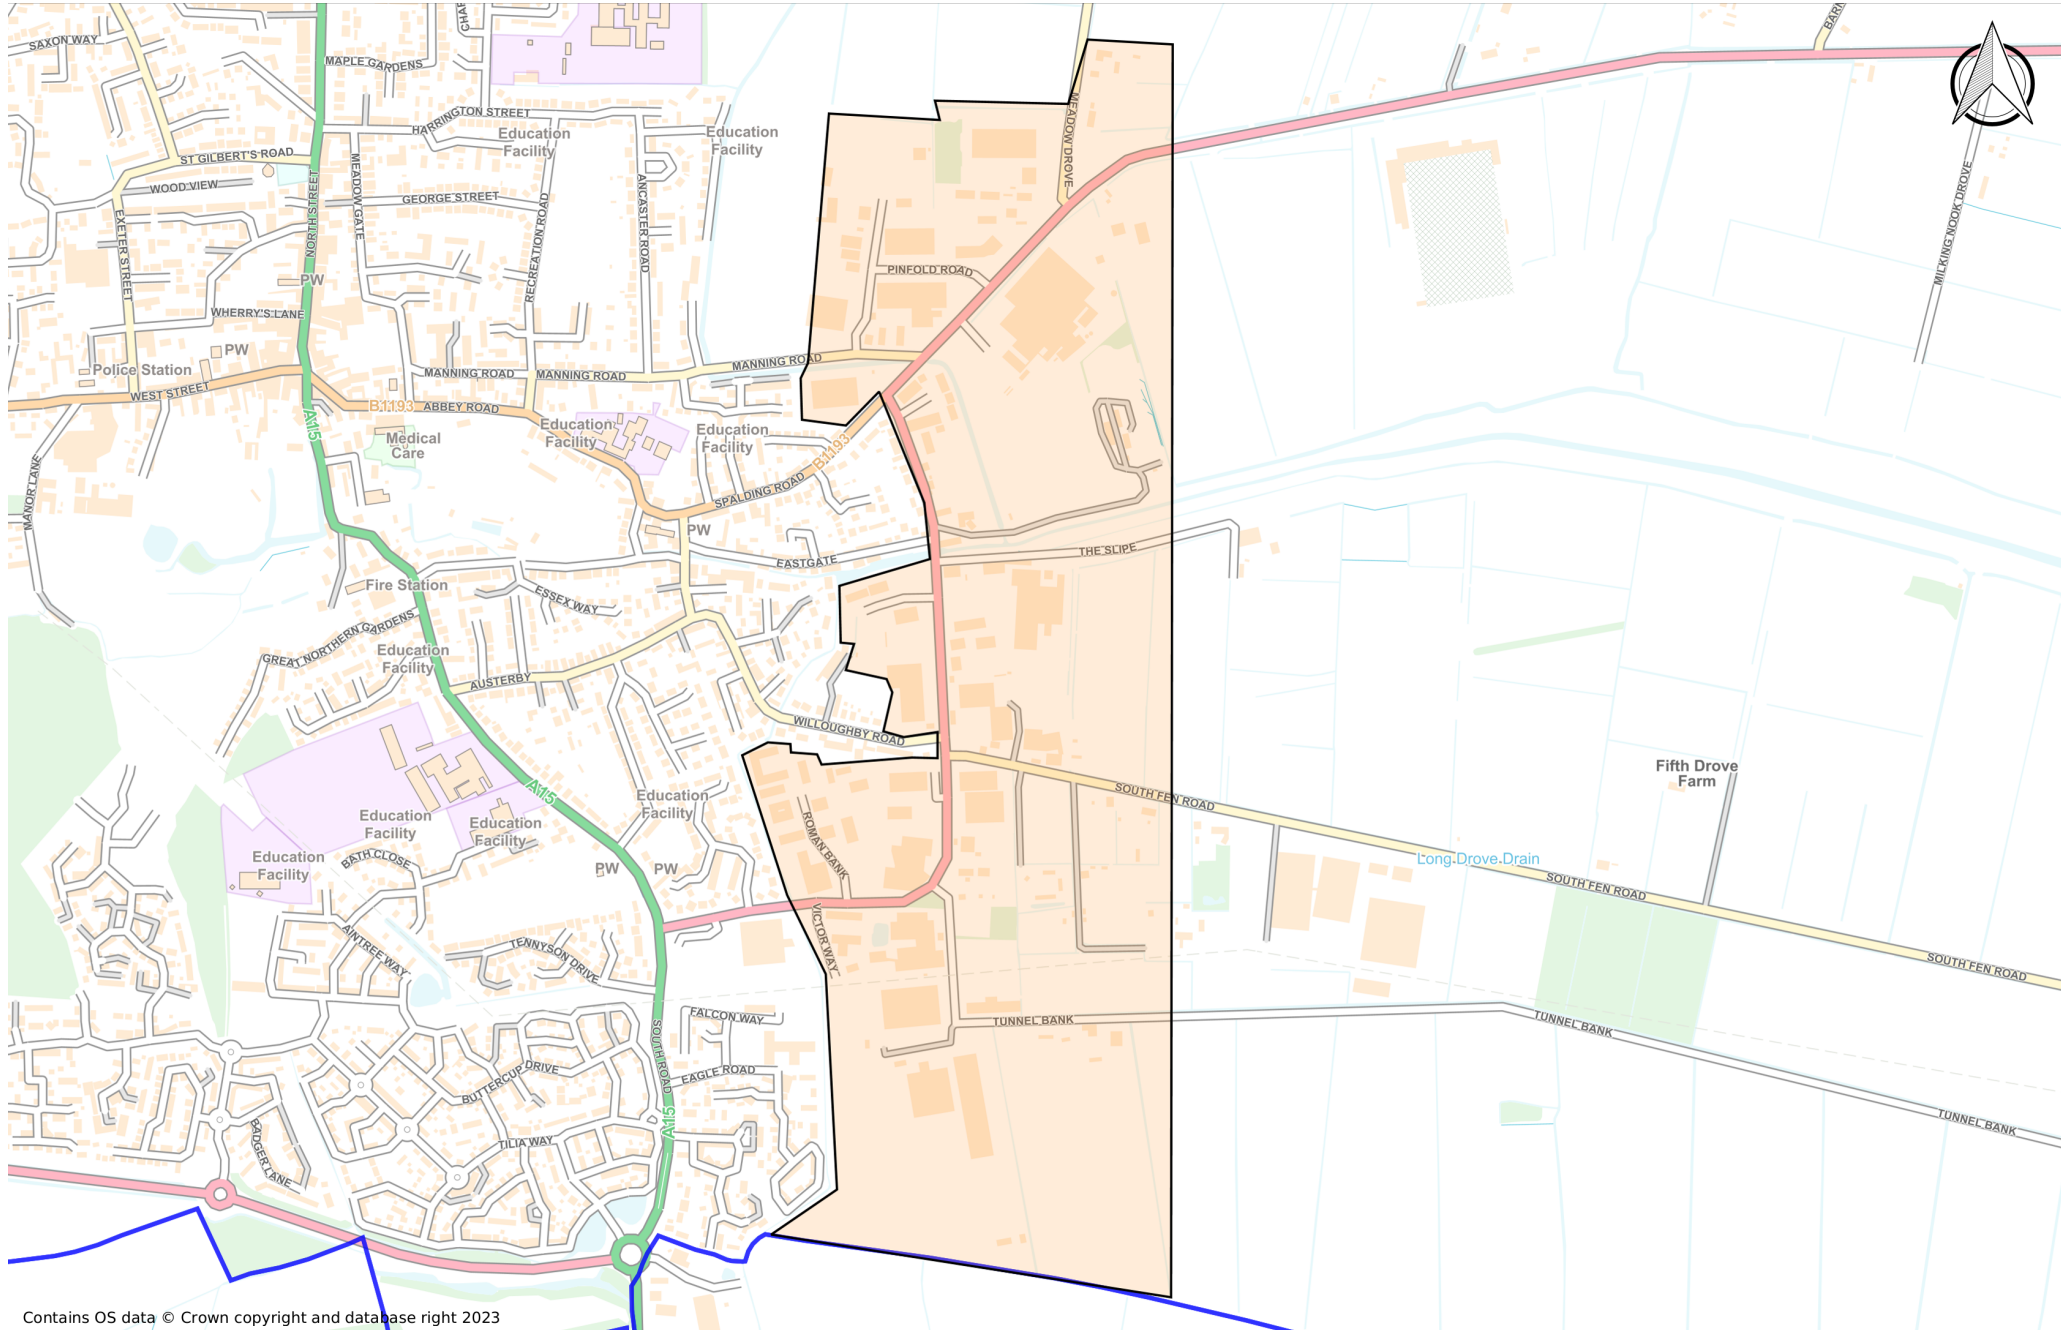 SAXON WAY
MAPLE GARDENS
CHAR
BARN
HARRINGTON STREET
Education
Facility
Education
Facility
MEADOW DROVE
ST GILBERT'S ROAD
WOOD VIEW
MEADOW GATE
GEORGE STREET
ANCASTER ROAD
MILKING NOOK DROVE
EXETER STREET
NORTH STREET
RECREATION ROAD
PW
PINFOLD ROAD
WHERRY'S LANE
PW
Police Station
MANNING ROAD
MANNING ROAD
MANNING ROAD
WEST STREET
B1193
ABBEY ROAD
A15
Medical
Care
Education
Facility
Education
Facility
B1193
SPALDING ROAD
MANOR LANE
PW
EASTGATE
THE SLIPE
Fire Station
ESSEX WAY
GREAT NORTHERN GARDENS
Education
Facility
AUSTERBY
WILLOUGHBY ROAD
Fifth Drove
Farm
A15
Education
Facility
SOUTH FEN ROAD
Education
Facility
Education
Facility
ROMAN BANK
BATH CLOSE
Education
Facility
PW
PW
Long Drove Drain
SOUTH FEN ROAD
VICTOR WAY
AINTREE WAY
TENNYSON DRIVE
SOUTH FEN ROAD
FALCON WAY
TUNNEL BANK
TUNNEL BANK
SOUTH ROAD
BUTTERCUP DRIVE
EAGLE ROAD
A15
TUNNEL BANK
BADGER LANE
TILIA WAY
Contains OS data © Crown copyright and database right 2023